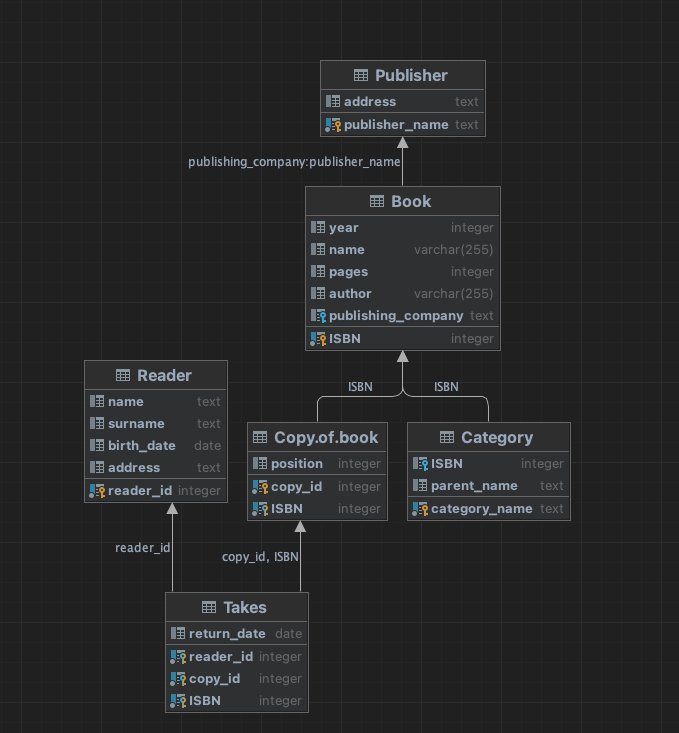 Publisher
address text
publisher_name text
publishing_company:publisher_name
Book
year integer
name varchar(255)
pages integer
author varchar(255)
publishing_company text
ISBN integer
ISBN ISBN
Reader
name text
surname text
birth_date date
address text
reader_id integer
Copy.of.book
position integer
copy_id integer
ISBN integer
Category
ISBN integer
parent_name text
category_name text
reader_id
copy_id, ISBN
Takes
return_date date
reader_id integer
copy_id integer
ISBN integer